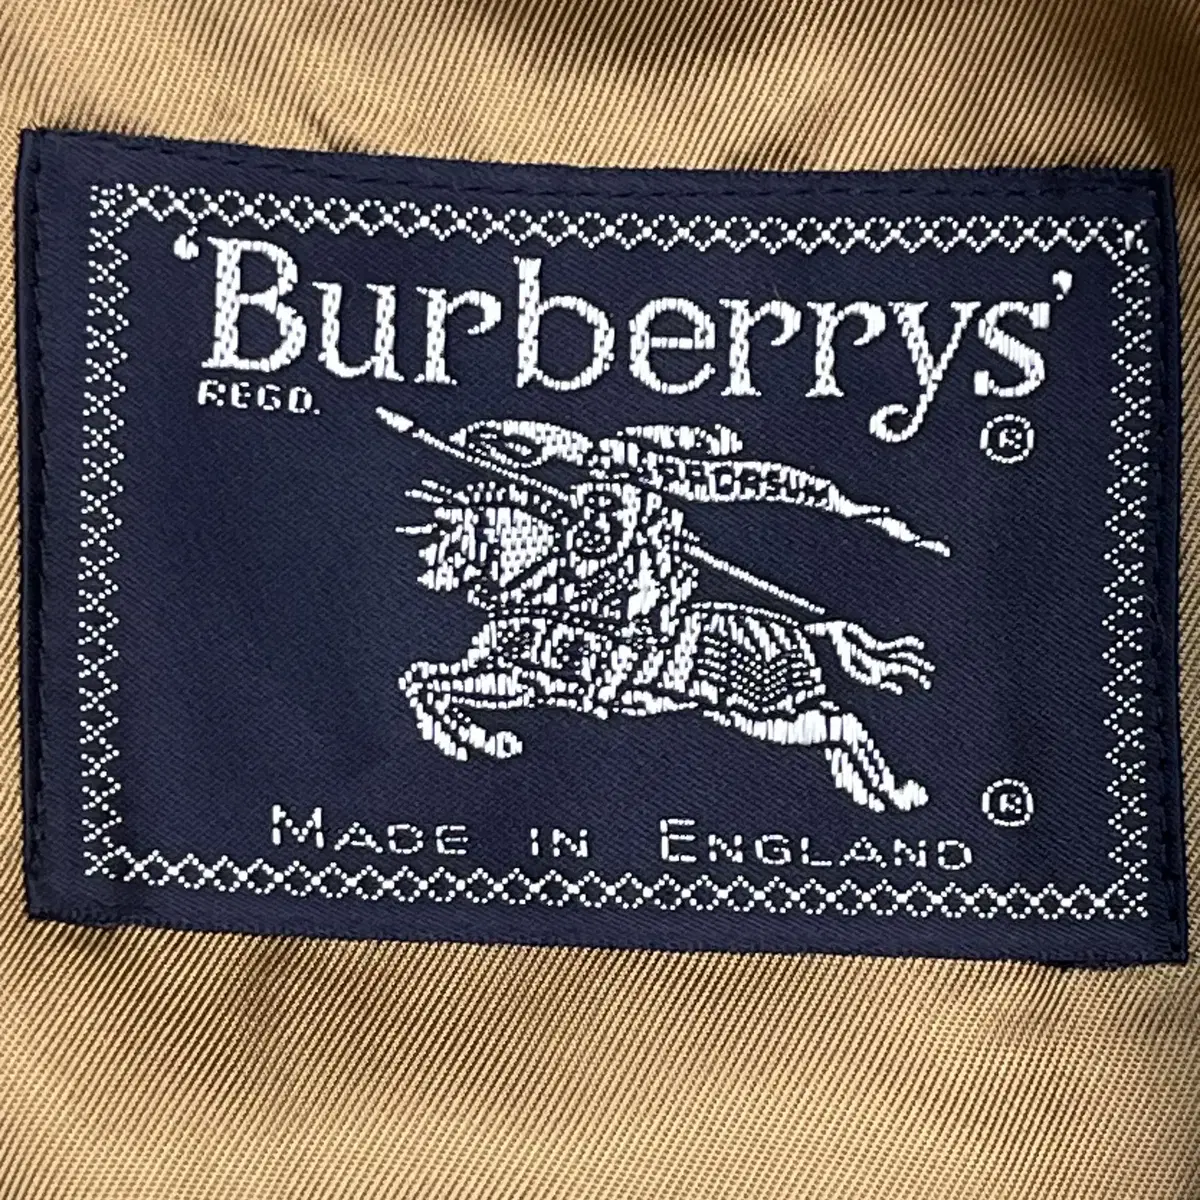 ‘Burberrys’
REGD.
®
®
MADE IN ENGLAND